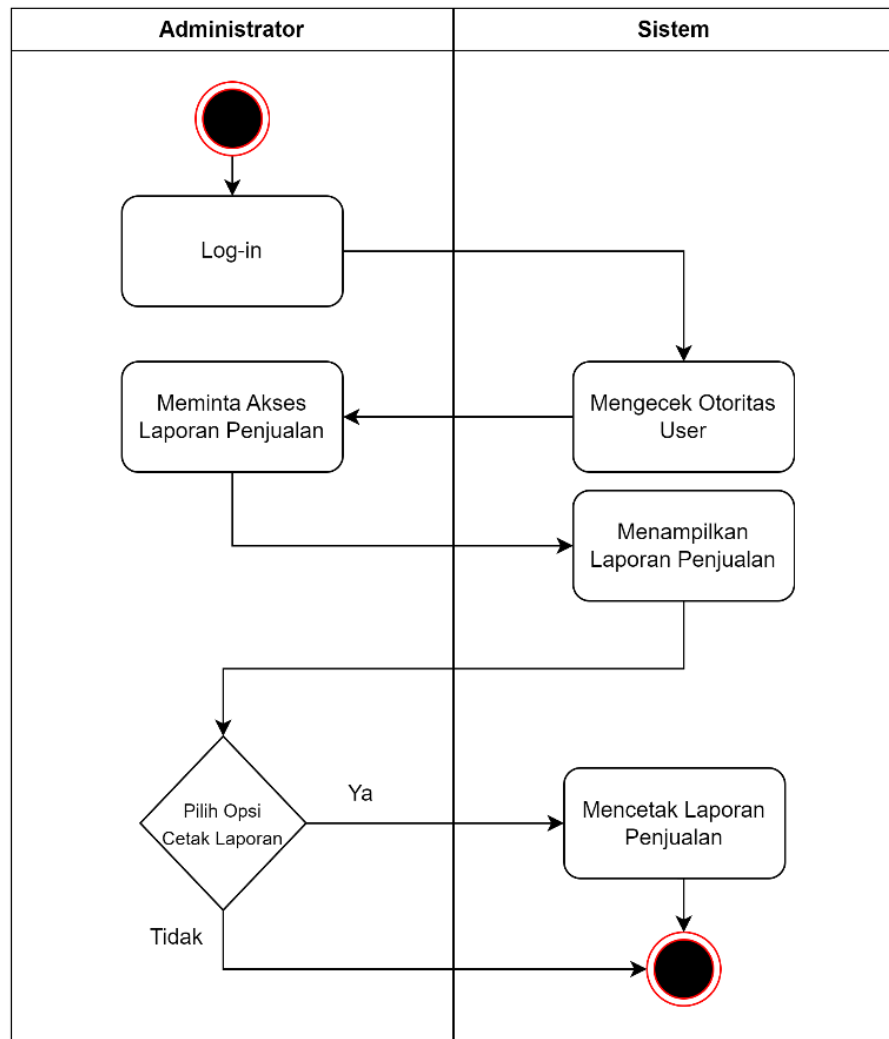 Administrator
Sistem
Log-in
Mengecek Otoritas
User
Meminta Akses
Laporan Penjualan
Menampilkan
Laporan Penjualan
Pilih Opsi
Cetak Laporan
Ya
Mencetak Laporan
Penjualan
Tidak